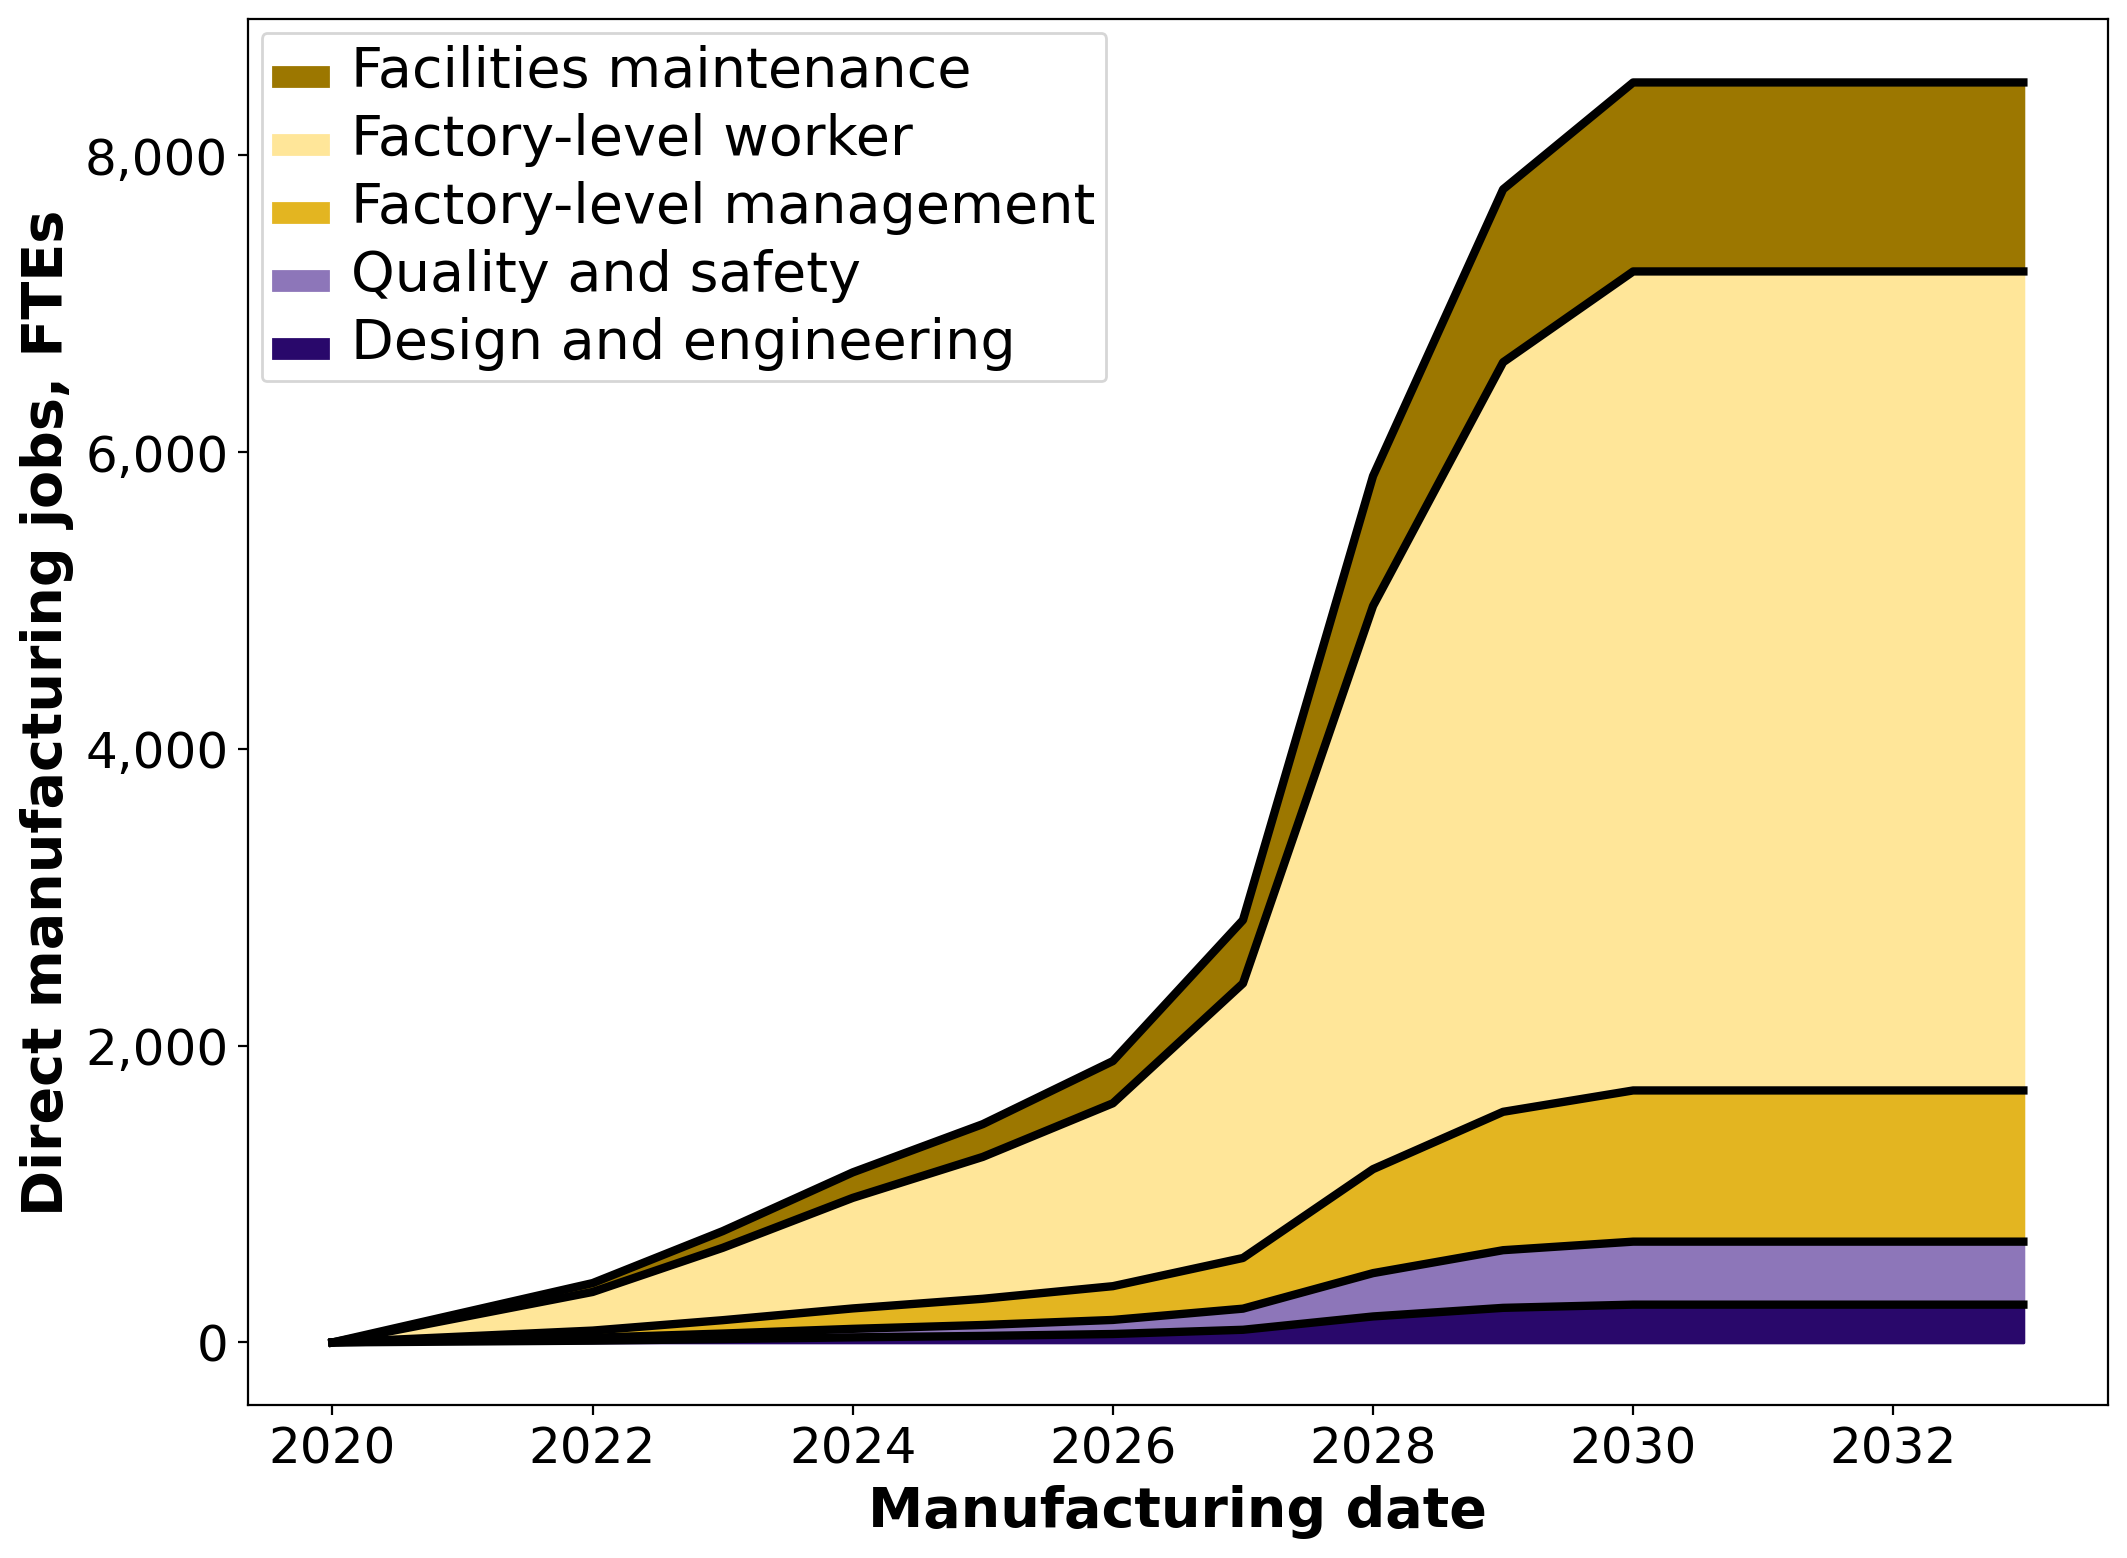 Facilities maintenance
Factory-level worker
Factory-level management
Quality and safety
Design and engineering
Direct manufacturing jobs, FTEs
8,000
6,000
4,000
2,000
0
2020 2022 2024 2026 2028 2030 2032
Manufacturing date